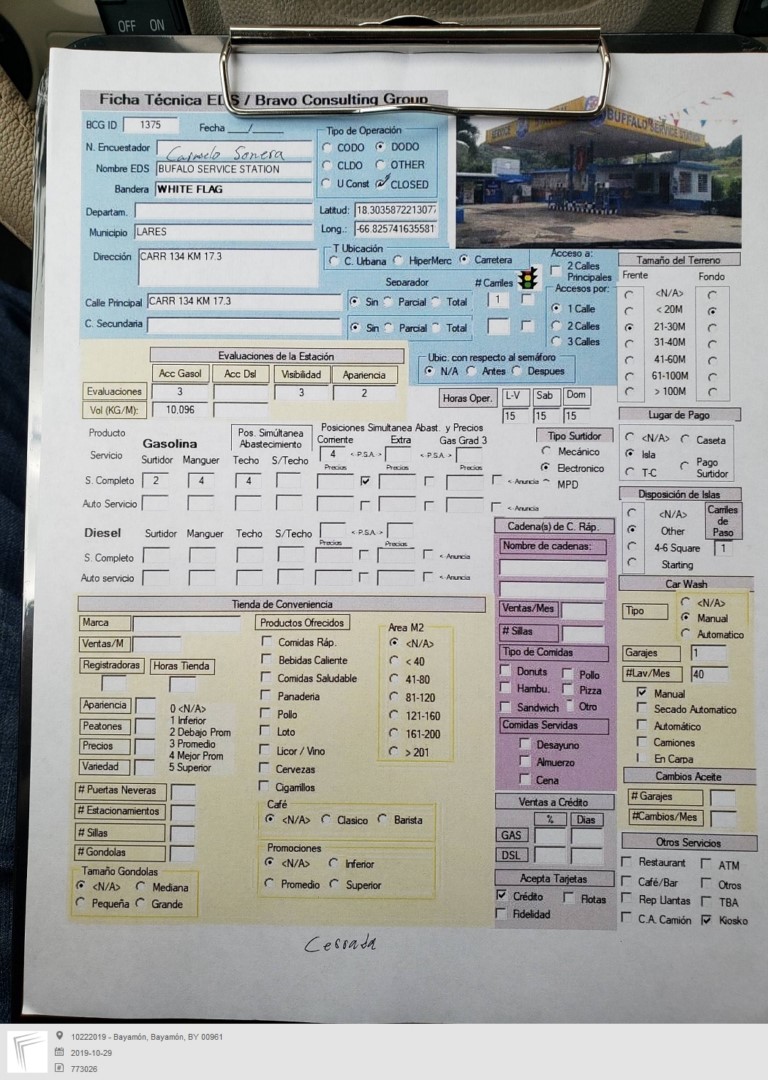 OFF ON
Ficha Técnica EDS / Bravo Consulting Group
BCG ID 1375 Fecha __/__
N. Encuestador Carmelo Sonera
Nombre EDS BUFALO SERVICE STATION
Bandera WHITE FLAG
Tipo de Operación
CODO DODO
CLDO OTHER
U Const CLOSED
BUFFALO SERVICE STATION
SERVICE
Departam.
Municipio LARES
Latitud: 18.3035872213077
Long.: -66.825741635581
Dirección CARR 134 KM 17.3
T Ubicación
C. Urbana HiperMerc Carretera
Separador # Carriles
Calle Principal CARR 134 KM 17.3 Sin Parcial Total 1
C. Secundaria Sin Parcial Total
Acceso a:
2 Calles
Principales
Accesos por:
1 Calle
2 Calles
3 Calles
Tamaño del Terreno
Frente Fondo
<N/A>
< 20M
21-30M
31-40M
41-60M
61-100M
> 100M
Evaluaciones de la Estación
Acc Gasol Acc Dsl Visibilidad Apariencia
Evaluaciones 3 3 2
Vol (KG/M): 10,096
Ubic. con respecto al semáforo
N/A Antes Despues
Horas Oper. L-V Sab Dom
15 15 15
Lugar de Pago
<N/A> Caseta
Isla Pago
T-C Surtidor
Producto
Servicio
Gasolina
Pos. Simúltanea
Abastecimiento
Posiciones Simultanea Abast. y Precios
Corriente Extra Gas Grad 3
4 < P.S.A. > < P.S.A. >
Surtidor Manguer Techo S/Techo Precios Precios
S. Completo 2 4 4 < Anuncia
Auto Servicio < Anuncia
Tipo Surtidor
Mecánico
Electronico
MPD
Diesel Surtidor Manguer Techo S/Techo < P.S.A. >
Precios Precios
S. Completo < Anuncia
Auto servicio < Anuncia
Disposición de Islas
<N/A>
Other
4-6 Square
Starting
Carriles
de
Paso
1
Cadena(s) de C. Ráp.
Nombre de cadenas:
Ventas/Mes
# Sillas
Tipo de Comidas
Donuts Pollo
Hambu. Pizza
Sandwich Otro
Comidas Servidas
Desayuno
Almuerzo
Cena
Car Wash
Tipo
<N/A>
Manual
Automatico
Garajes 1
#Lav/Mes 40
Manual
Secado Automatico
Automático
Camiones
En Carpa
Tienda de Conveniencia
Marca
Ventas/M
Registradoras Horas Tienda
Apariencia
Peatones
Precios
Variedad
0 <N/A>
1 Inferior
2 Debajo Prom
3 Promedio
4 Mejor Prom
5 Superior
# Puertas Neveras
# Estacionamientos
# Sillas
# Gondolas
Tamaño Gondolas
<N/A> Mediana
Pequeña Grande
Productos Ofrecidos
Comidas Ráp.
Bebidas Caliente
Comidas Saludable
Panaderia
Pollo
Loto
Licor / Vino
Cervezas
Cigarrillos
Area M2
<N/A>
< 40
41-80
81-120
121-160
161-200
> 201
Café
<N/A> Clasico Barista
Promociones
<N/A> Inferior
Promedio Superior
Ventas a Crédito
% Dias
GAS
DSL
Acepta Tarjetas
Crédito Flotas
Fidelidad
Cambios Aceite
# Garajes
#Cambios/Mes
Otros Servicios
Restaurant ATM
Café/Bar Otros
Rep Llantas TBA
C.A. Camión Kiosko
Cerrada
10222019 - Bayamón, Bayamón, BY 00961
2019-10-29
773026